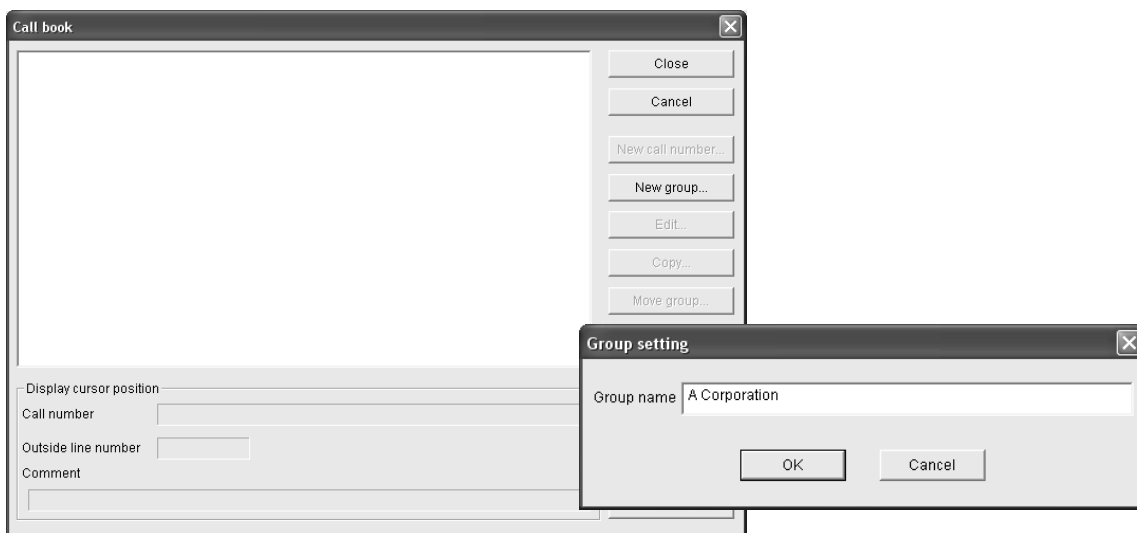 Call book
Close
Cancel
New call number...
New group...
Edit...
Copy...
Move group...
Display cursor position
Call number
Outside line number
Comment
Group setting
Group name A Corporation
OK Cancel